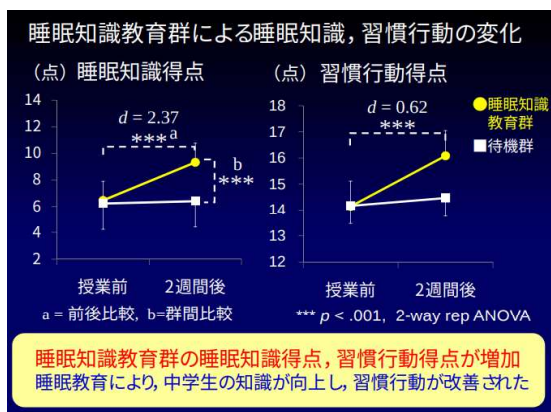 睡眠知識教育群による睡眠知識，習慣行動の変化
（点）睡眠知識得点
14
12
10
8
6
4
2
d = 2.37
***a
b
***
授業前 2週間後
a = 前後比較, b=群間比較
（点）習慣行動得点
18
17
16
15
14
13
12
d = 0.62
***
授業前 2週間後
睡眠知識
教育群
待機群
*** p < .001, 2-way rep ANOVA
睡眠知識教育群の睡眠知識得点，習慣行動得点が増加
睡眠教育により，中学生の知識が向上し，習慣行動が改善された